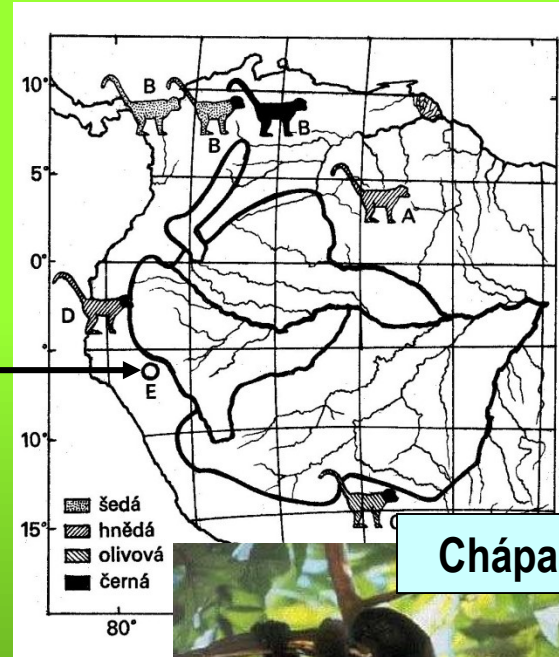 10°
B
B
B
5°
A
0°
D
E
10°
šedá
hnědá
olivová
černá
15°
80°
Chápa